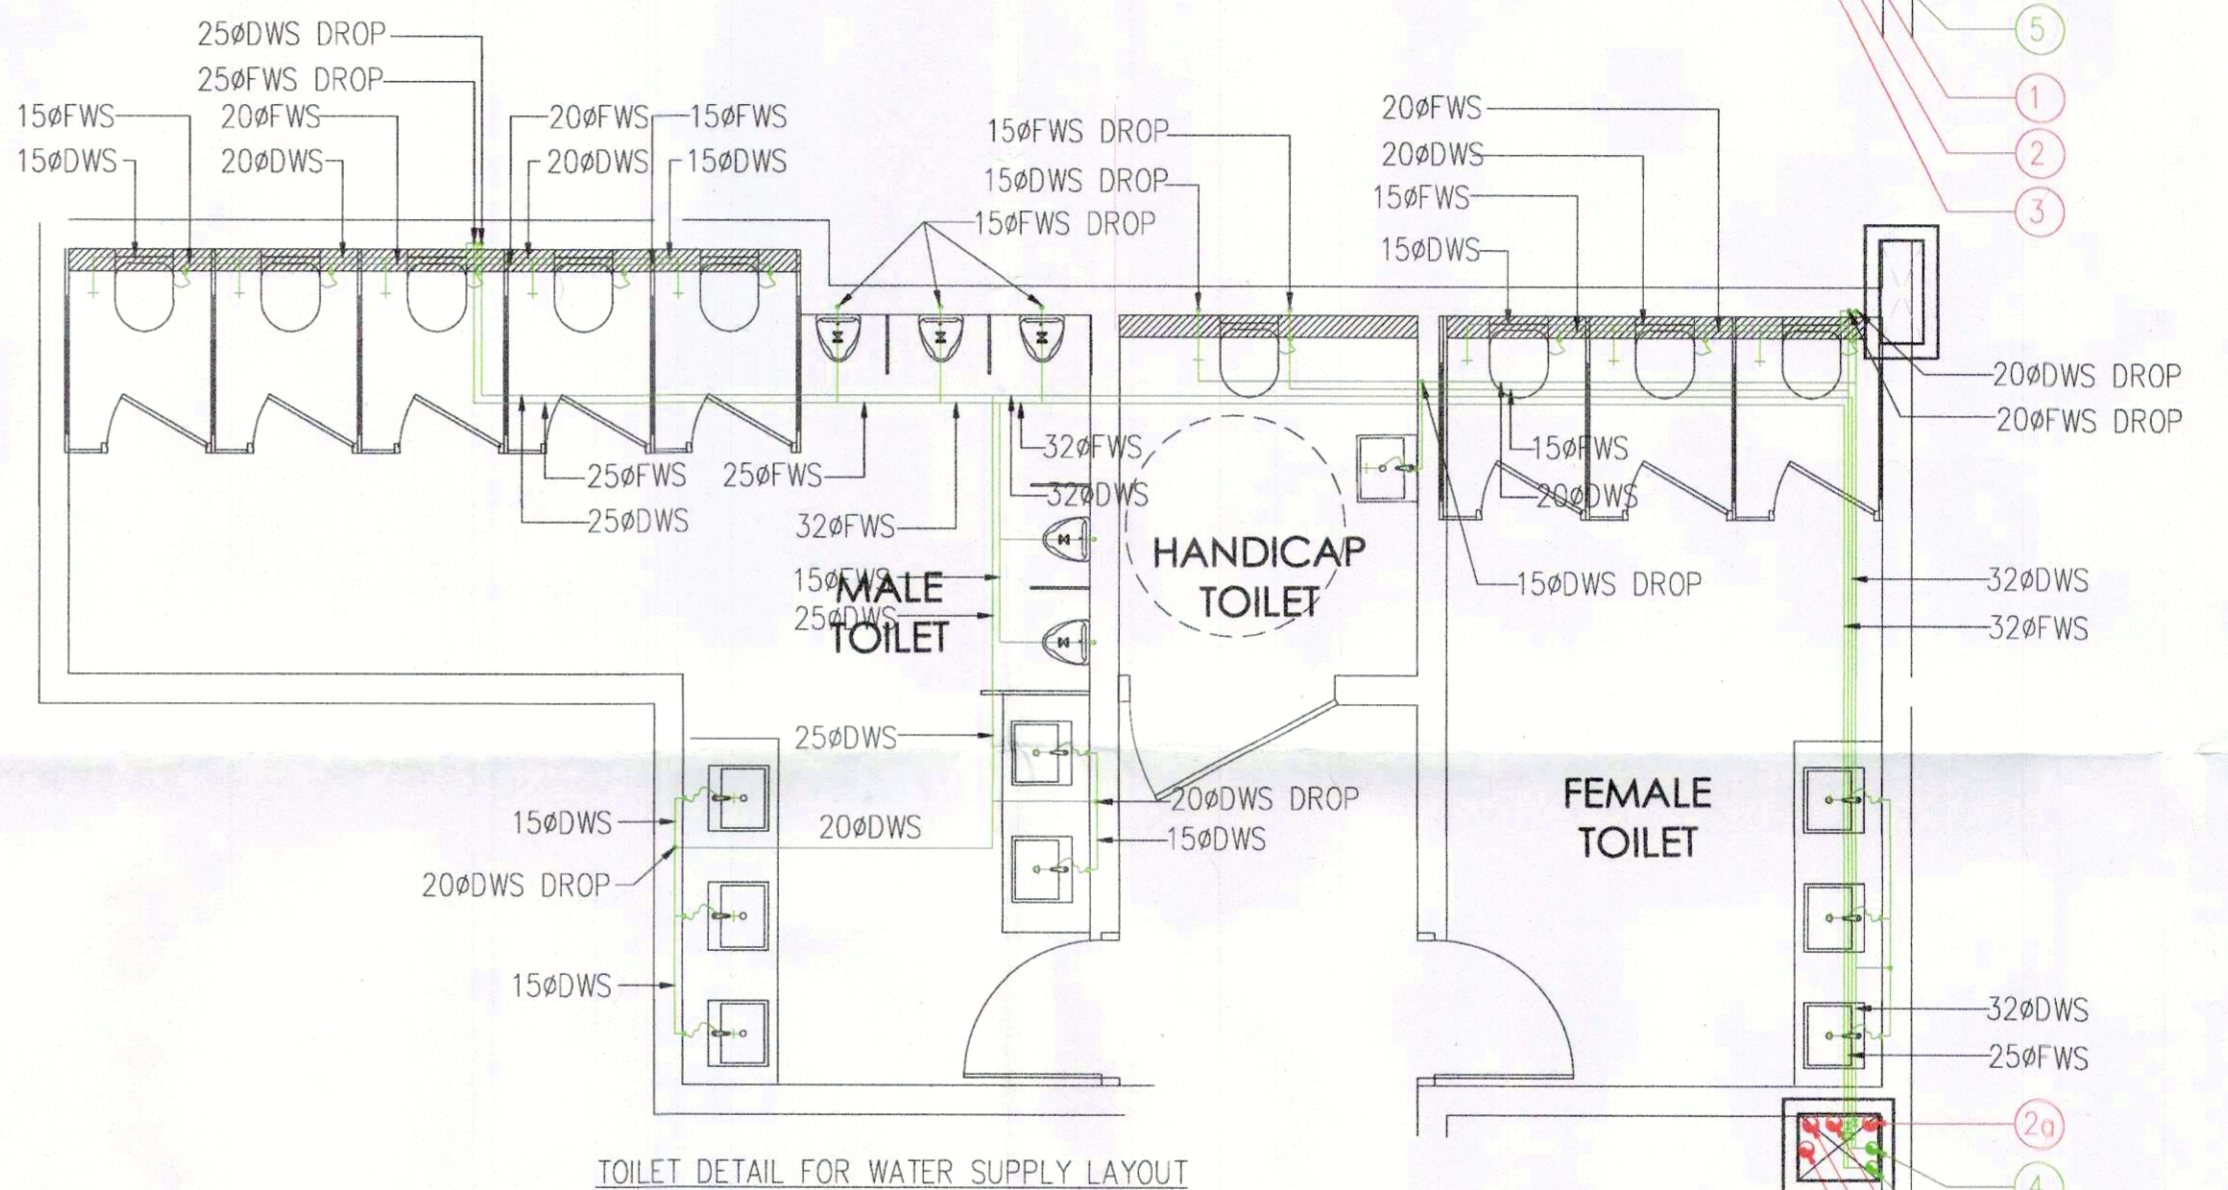 25øDWS DROP
25øFWS DROP
15øFWS
20øFWS
20øFWS
15øFWS
15øDWS
20øDWS
20øDWS
15øDWS
15øFWS DROP
15øDWS DROP
15øFWS DROP
20øFWS
20øDWS
15øFWS
15øDWS
5
1
2
3
20øDWS DROP
20øFWS DROP
25øFWS
25øFWS
25øDWS
32øFWS
32øFWS
32øDWS
15øFWS
20øDWS
15øFWS
25øDWS
MALE
TOILET
HANDICAP
TOILET
15øDWS DROP
32øDWS
32øFWS
25øDWS
15øDWS
20øDWS
20øDWS DROP
20øDWS DROP
15øDWS
FEMALE
TOILET
15øDWS
32øDWS
25øFWS
2a
4
TOILET DETAIL FOR WATER SUPPLY LAYOUT